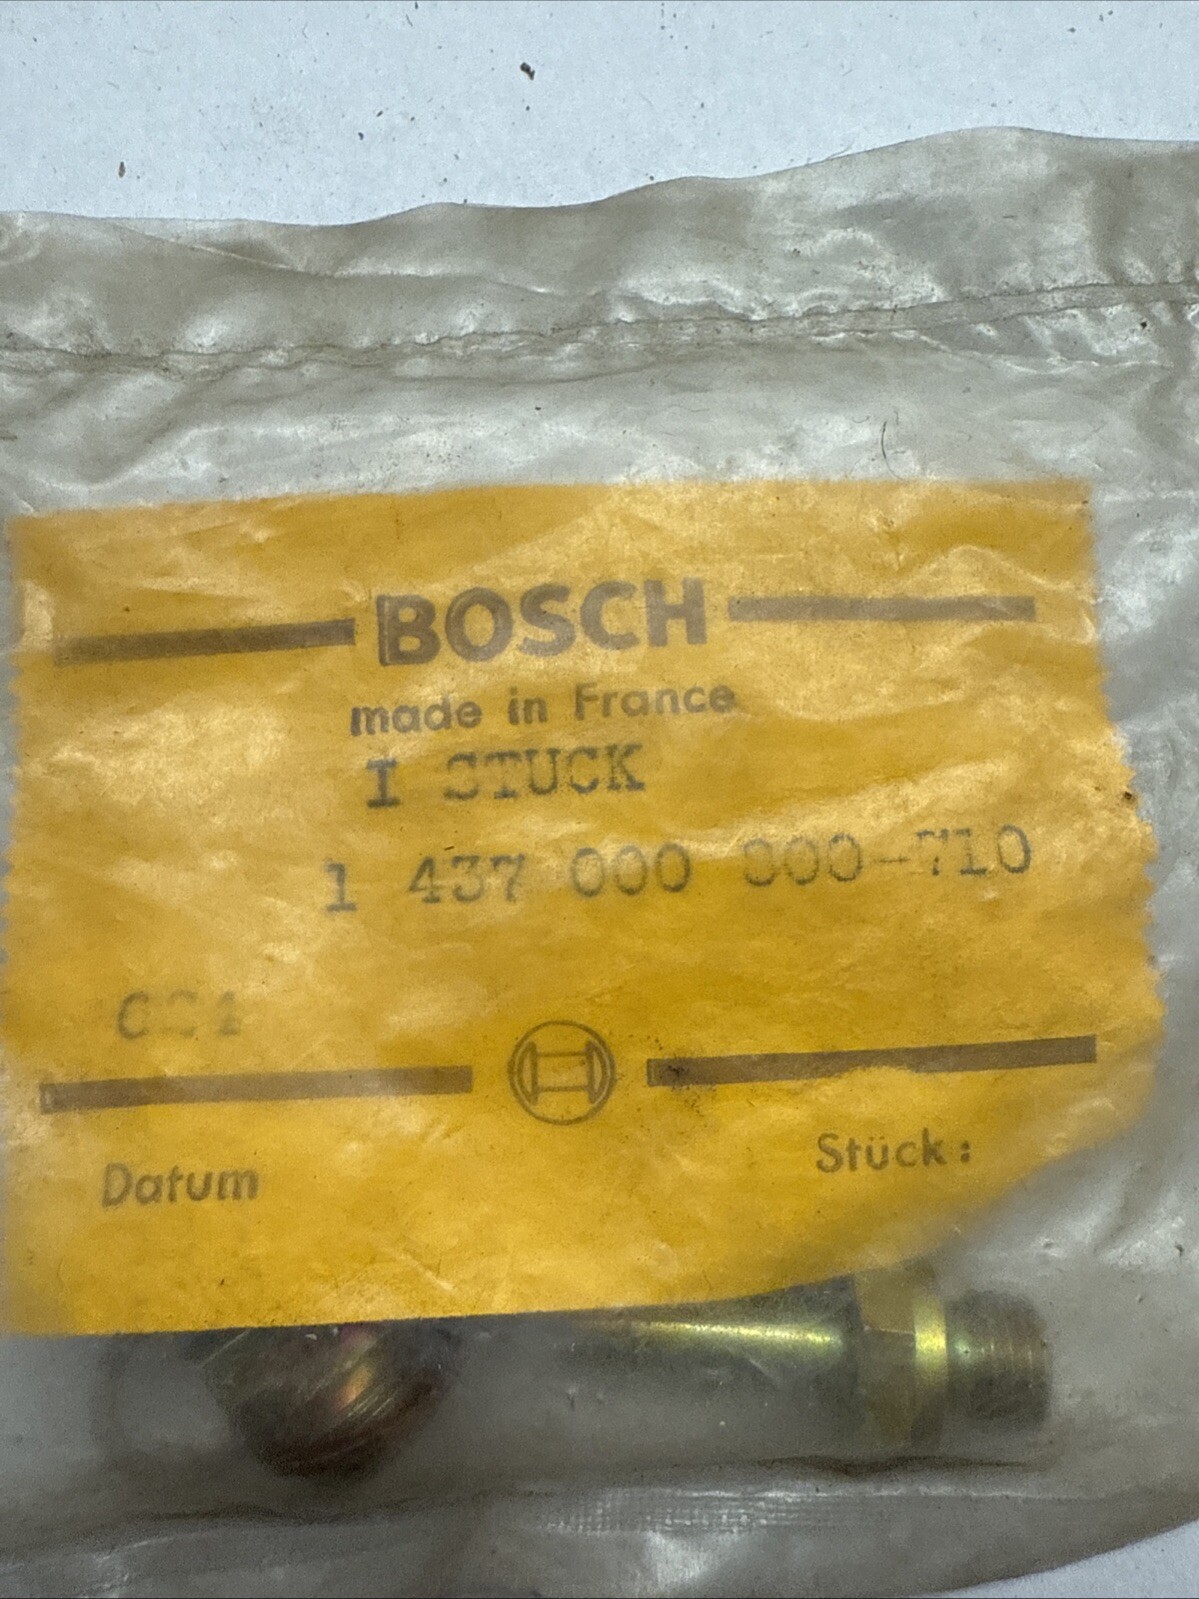 BOSCH
made in France
I STUCK
1 437 000 000-710
Datum
Stück: